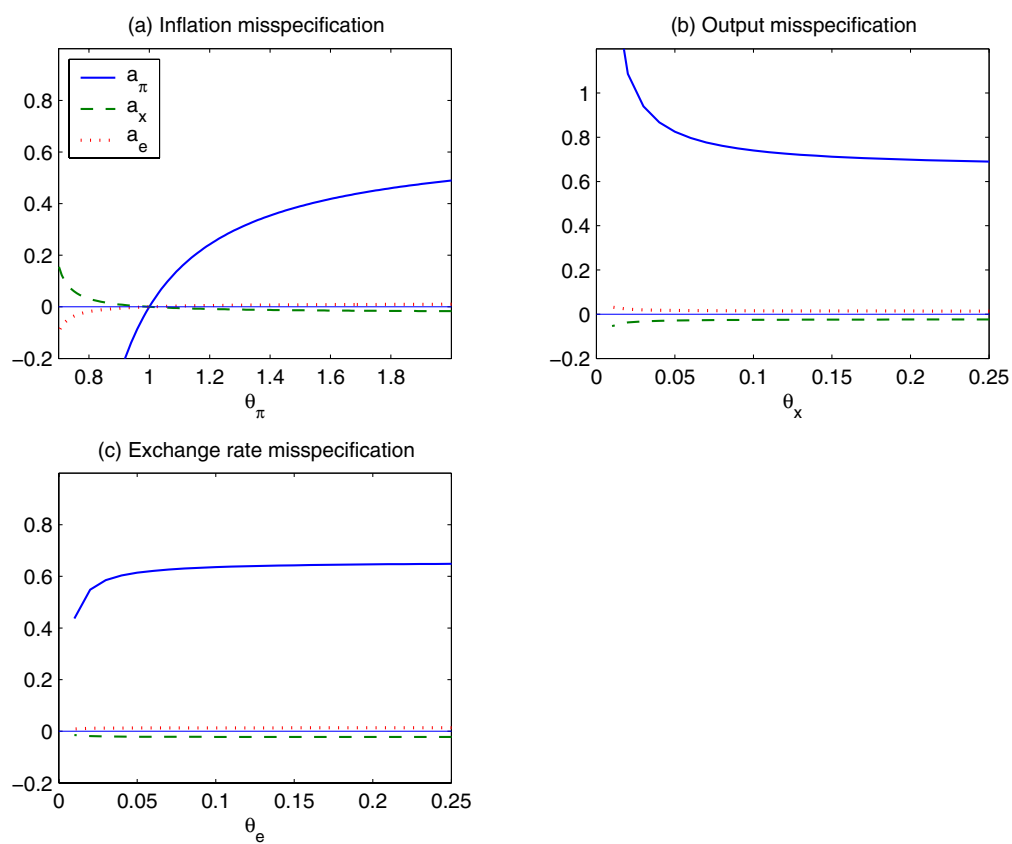 (a) Inflation misspecification
a_π
a_x
a_e
0.8
0.6
0.4
0.2
0
−0.2
0.8 1 1.2 1.4 1.6 1.8
θ_π
(b) Output misspecification
1
0.8
0.6
0.4
0.2
0
−0.2
0 0.05 0.1 0.15 0.2 0.25
θ_x
(c) Exchange rate misspecification
0.8
0.6
0.4
0.2
0
−0.2
0 0.05 0.1 0.15 0.2 0.25
θ_e